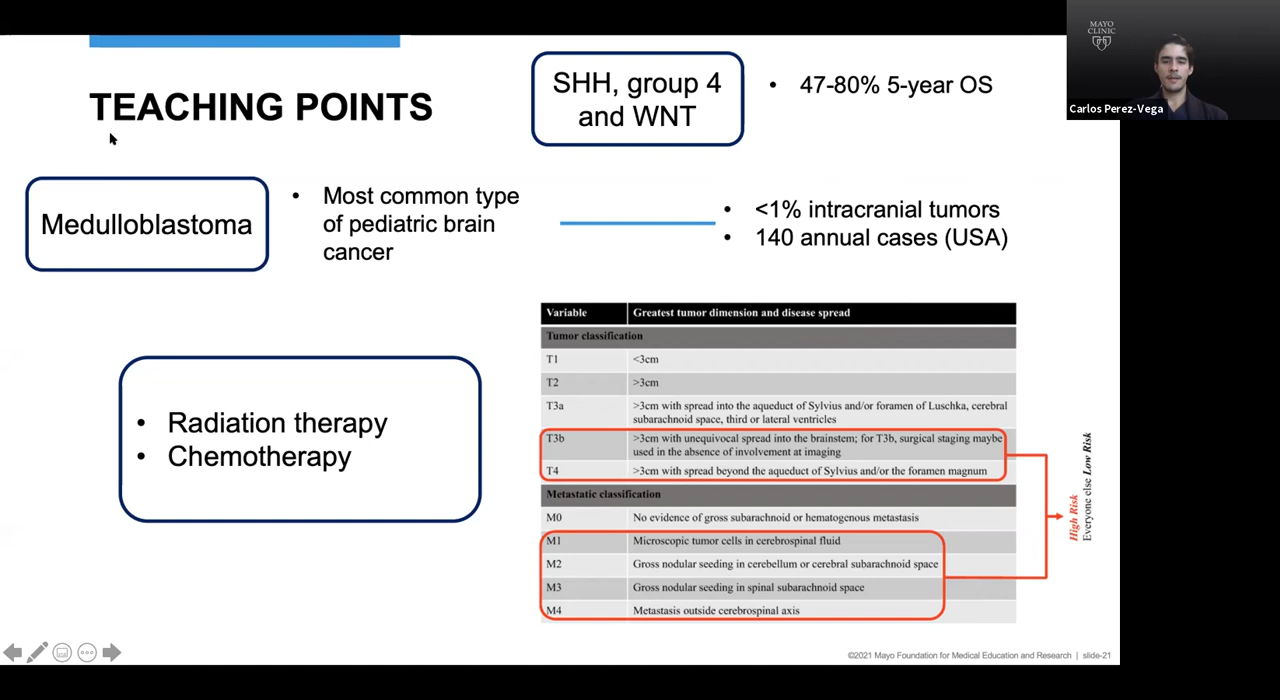 MAYO
CLINIC
Carlos Perez-Vega
TEACHING POINTS
SHH, group 4
and WNT
• 47-80% 5-year OS
Medulloblastoma
• Most common type
of pediatric brain
cancer
• <1% intracranial tumors
• 140 annual cases (USA)
• Radiation therapy
• Chemotherapy
Variable Greatest tumor dimension and disease spread
Tumor classification
T1 <3cm
T2 >3cm
T3a >3cm with spread into the aqueduct of Sylvius and/or foramen of Luschka, cerebral
subarachnoid space, third or lateral ventricles
T3b >3cm with unequivocal spread into the brainstem; for T3b, surgical staging maybe
used in the absence of involvement at imaging
T4 >3cm with spread beyond the aqueduct of Sylvius and/or the foramen magnum
Metastatic classification
M0 No evidence of gross subarachnoid or hematogenous metastasis
M1 Microscopic tumor cells in cerebrospinal fluid
M2 Gross nodular seeding in cerebellum or cerebral subarachnoid space
M3 Gross nodular seeding in spinal subarachnoid space
M4 Metastasis outside cerebrospinal axis
High Risk
Everyone else Low Risk
©2021 Mayo Foundation for Medical Education and Research | slide-21